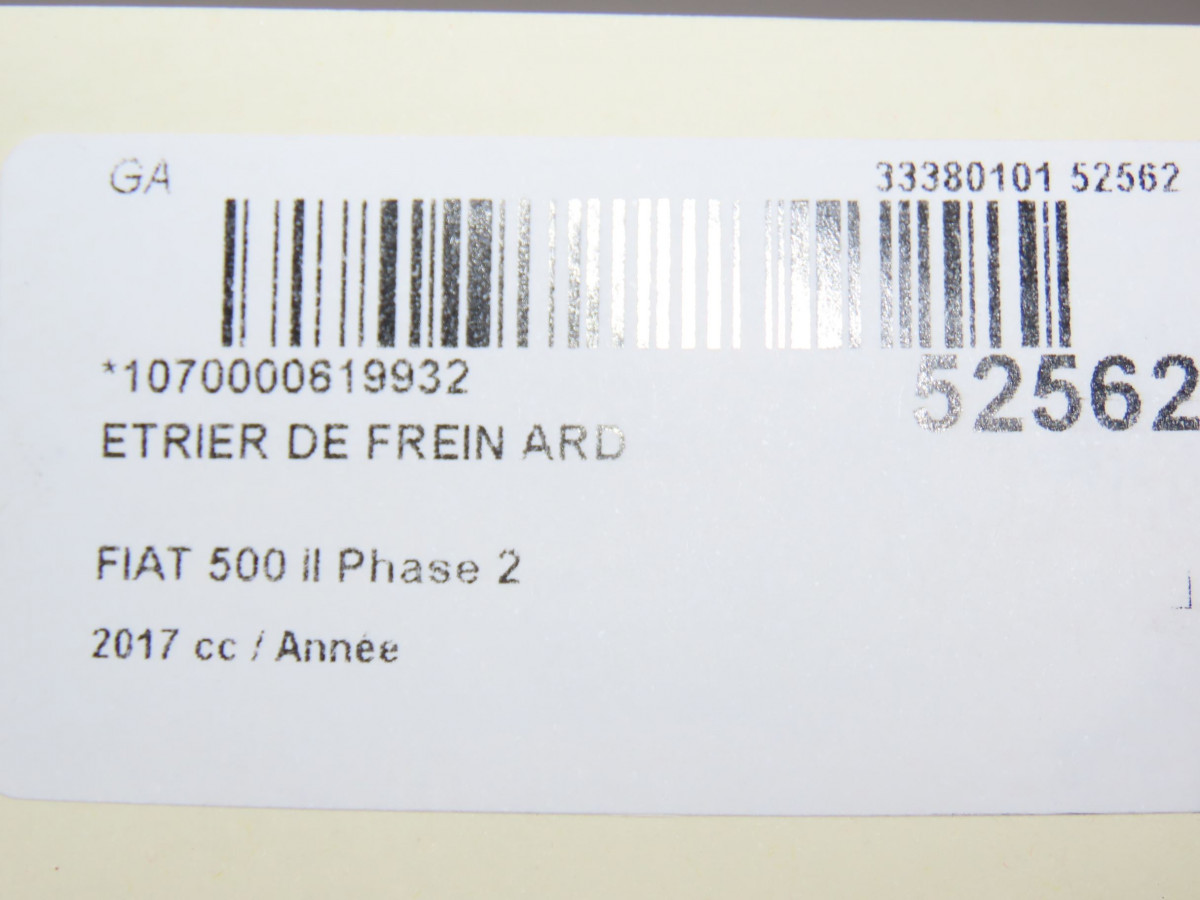 GA
33380101 52562
*1070000619932
52562
ETRIER DE FREIN ARD
FIAT 500 II Phase 2
2017 cc / Année